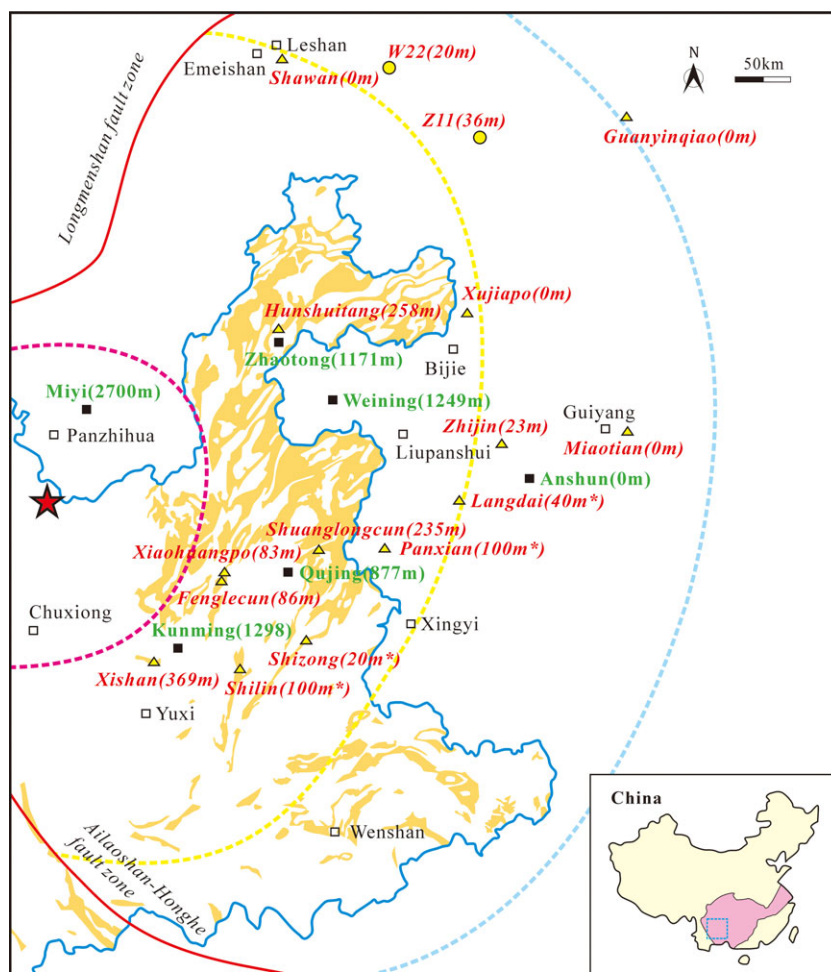 Leshan
W22(20m)
Emeishan
Shawan(0m)
N
50km
Z11(36m)
Guanyinqiao(0m)
Longmenshan fault zone
Xujiapo(0m)
Hunshuitang(258m)
Zhaotong(1171m)
Bijie
Miyi(2700m)
Weining(1249m)
Panzhihua
Guiyang
Zhijin(23m)
Liupanshui
Miaotian(0m)
Anshun(0m)
Langdai(40m*)
Shuanglongcun(235m)
Xiaohuangpo(83m)
Panxian(100m*)
Qujing(877m)
Fenglecun(86m)
Chuxiong
Xingyi
Kunming(1298)
Shizong(20m*)
Xishan(369m)
Shilin(100m*)
Yuxi
China
Wenshan
Ailaoshan-Honghe
fault zone